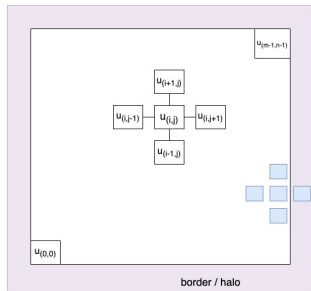 u(m-1,n-1)
u(i+1,j)
u(i,j-1) u(i,j) u(i,j+1)
u(i-1,j)
u(0,0)
border / halo